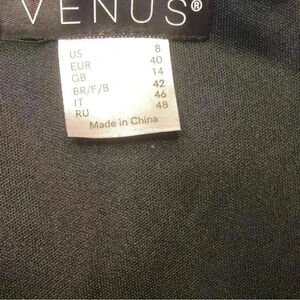 VENUS®
US 8
EUR 40
GB 14
BR/F/B 42
IT 46
RU 48
Made in China